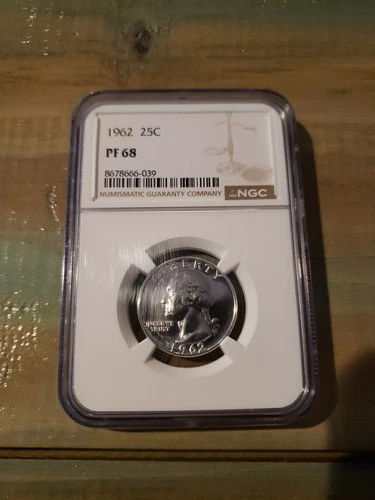 1962 25C
PF 68
8678666-039
NUMISMATIC GUARANTY COMPANY
NGC
LIBERTY
IN GOD WE
TRUST
1962